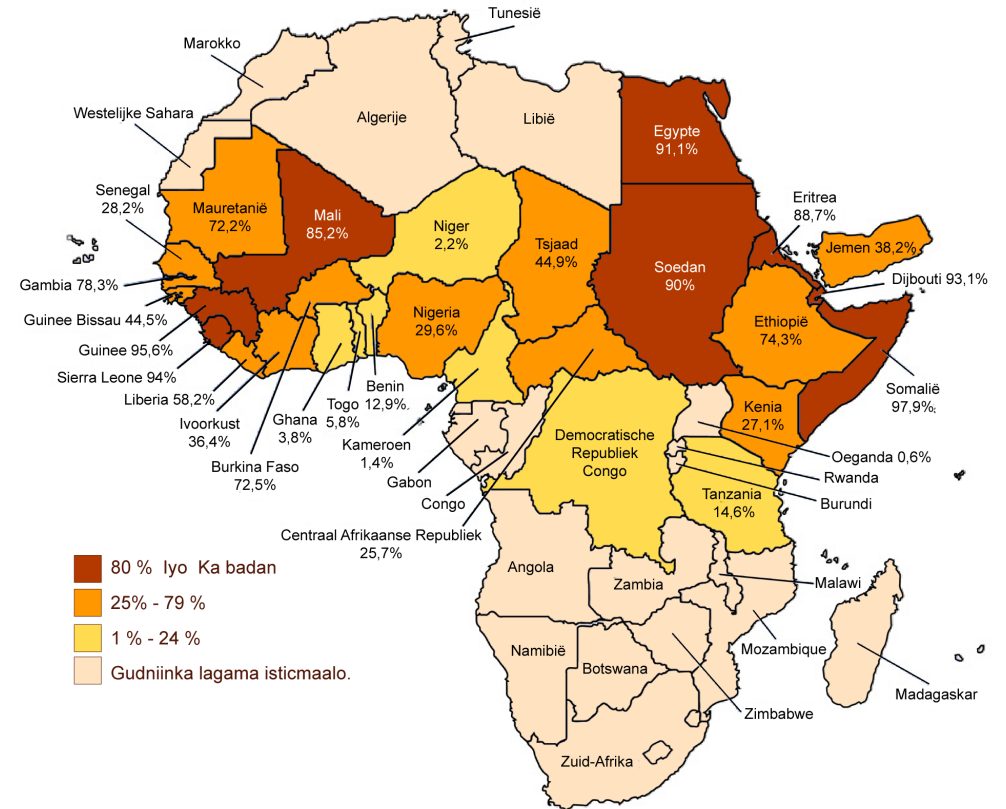 Tunesië
Marokko
Westelijke Sahara
Algerije
Libië
Egypte
91,1%
Senegal
28,2%
Mauretanië
72,2%
Mali
85,2%
Niger
2,2%
Tsjaad
44,9%
Soedan
90%
Eritrea
88,7%
Jemen 38,2%
Dijbouti 93,1%
Gambia 78,3%
Guinee Bissau 44,5%
Guinee 95,6%
Sierra Leone 94%
Liberia 58,2%
Ivoorkust
36,4%
Burkina Faso
72,5%
Ghana
3,8%
Togo
5,8%
Benin
12,9%.
Nigeria
29,6%
Kameroen
1,4%
Gabon
Congo
Centraal Afrikaanse Republiek
25,7%
Ethiopië
74,3%
Somalië
97,9%
Kenia
27,1%
Oeganda 0,6%
Rwanda
Burundi
Democratische
Republiek
Congo
Tanzania
14,6%
Angola
Zambia
Malawi
Mozambique
Namibië
Botswana
Zimbabwe
Madagaskar
Zuid-Afrika
80 % Iyo Ka badan
25% - 79 %
1 % - 24 %
Gudniinka lagama isticmaalo.